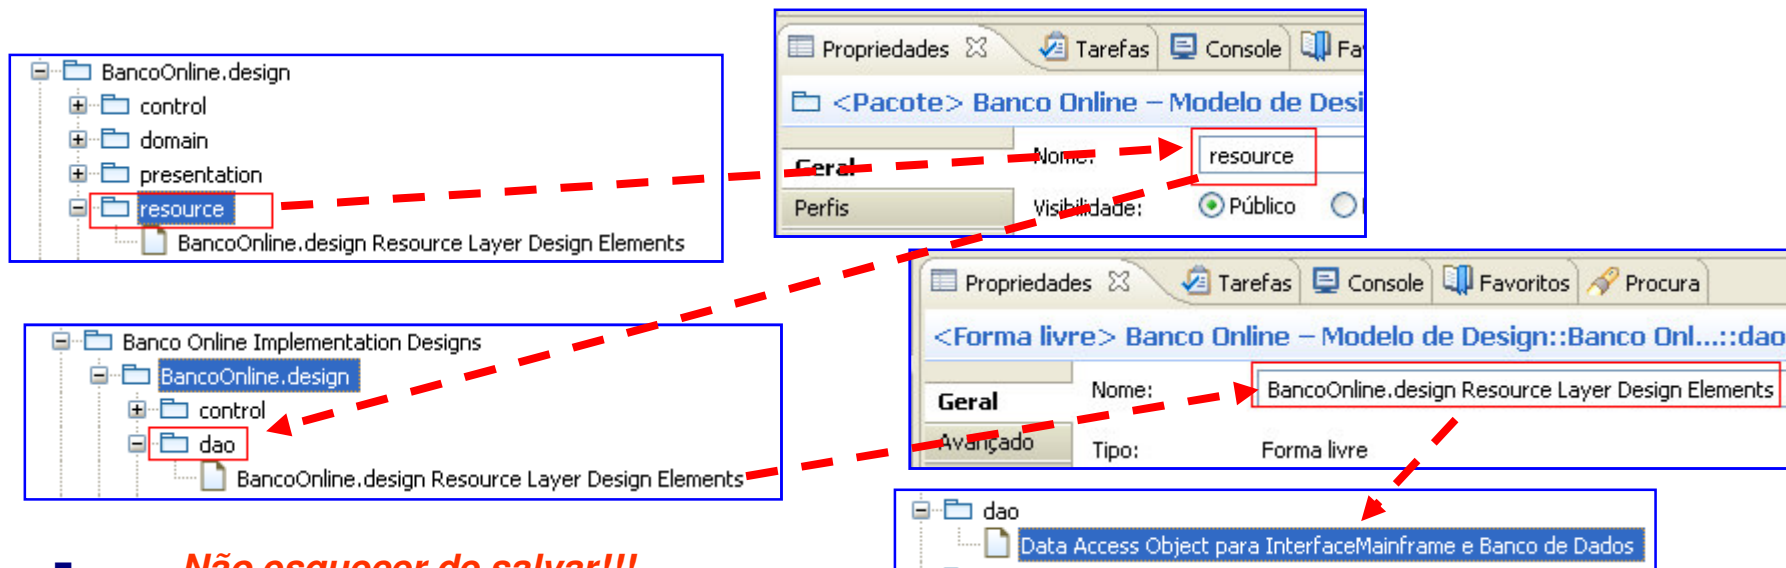 BancoOnline.design
control
domain
presentation
resource
BancoOnline.design Resource Layer Design Elements
Propriedades Tarefas Console
<Pacote> Banco Online – Modelo de Desi
Geral
Nome: resource
Perfis
Visibilidade: Público
Banco Online Implementation Designs
BancoOnline.design
control
dao
BancoOnline.design Resource Layer Design Elements
Propriedades Tarefas Console Favoritos Procura
<Forma livre> Banco Online – Modelo de Design::Banco Onl...::dao
Nome: BancoOnline.design Resource Layer Design Elements
Geral
Avançado
Tipo: Forma livre
dao
Data Access Object para InterfaceMainframe e Banco de Dados
Não esquecer de salvar!!!